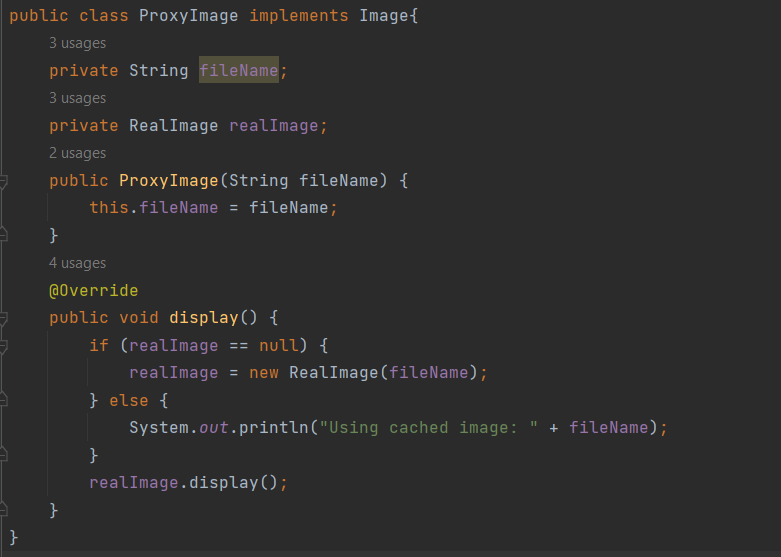 public class ProxyImage implements Image{
3 usages
private String fileName;
3 usages
private RealImage realImage;
2 usages
public ProxyImage(String fileName) {
this.fileName = fileName;
}
4 usages
@Override
public void display() {
if (realImage == null) {
realImage = new RealImage(fileName);
} else {
System.out.println("Using cached image: " + fileName);
}
realImage.display();
}
}